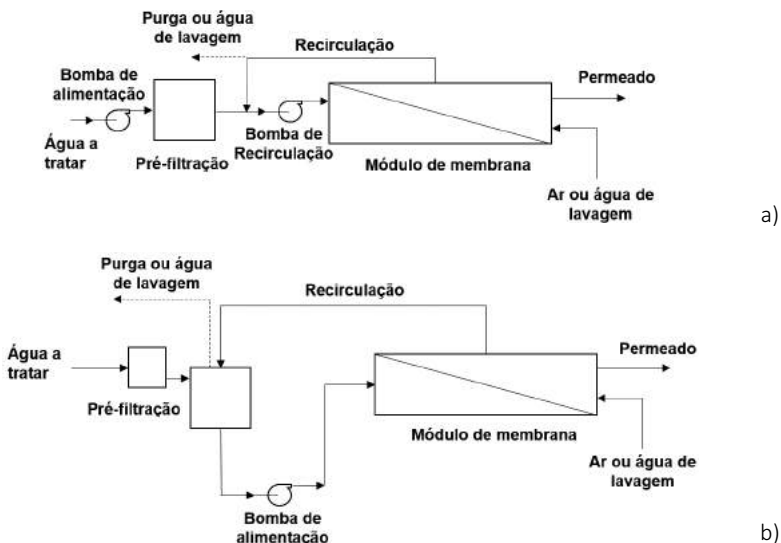 Purga ou água
de lavagem
Recirculação
Bomba de
alimentação
Permeado
Água a
tratar
Pré-filtração
Bomba de
Recirculação
Módulo de membrana
Ar ou água de
lavagem
a)
Purga ou água
de lavagem
Recirculação
Água a
tratar
Permeado
Pré-filtração
Módulo de membrana
Ar ou água de
lavagem
Bomba de
alimentação
b)